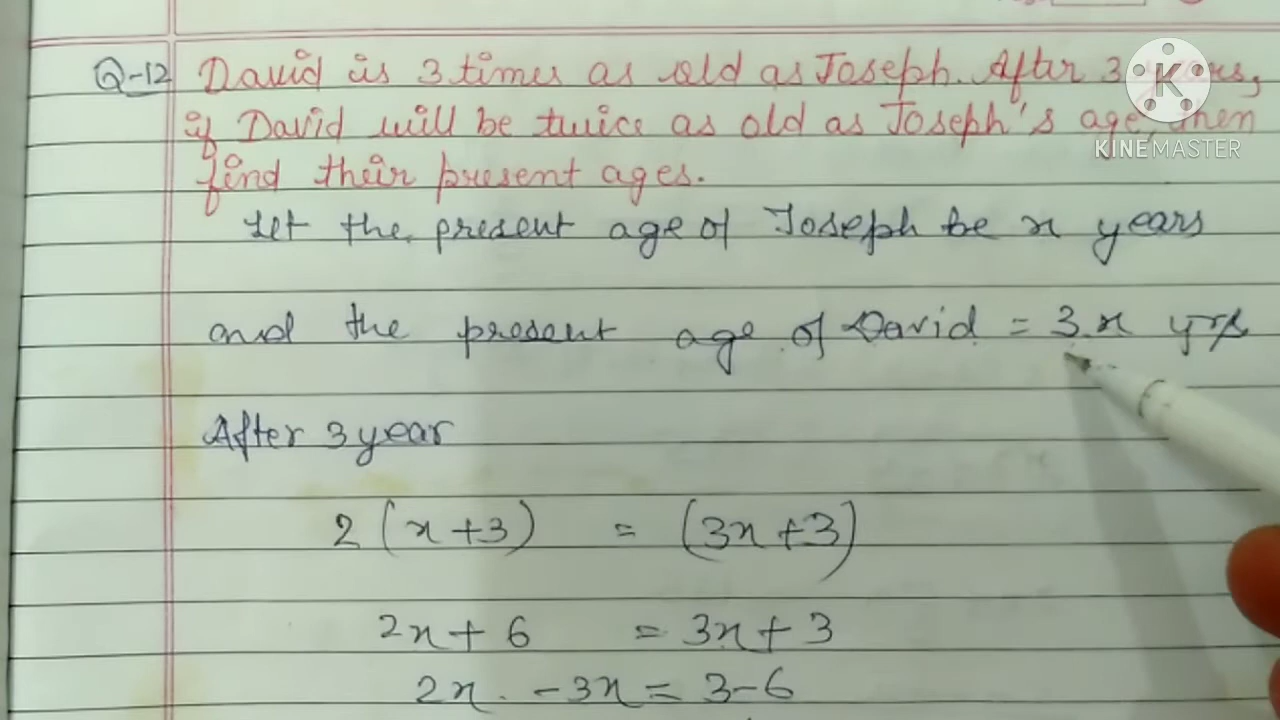 Q-12 David is 3 times as old as Joseph. After 3 years,
if David will be twice as old as Joseph's age, then
find their present ages.
Let the present age of Joseph be x years
and the present age of David = 3x yrs
After 3 year
2(x+3) = (3x+3)
2x+6 = 3x+3
2x - 3x = 3-6
K
KINEMASTER